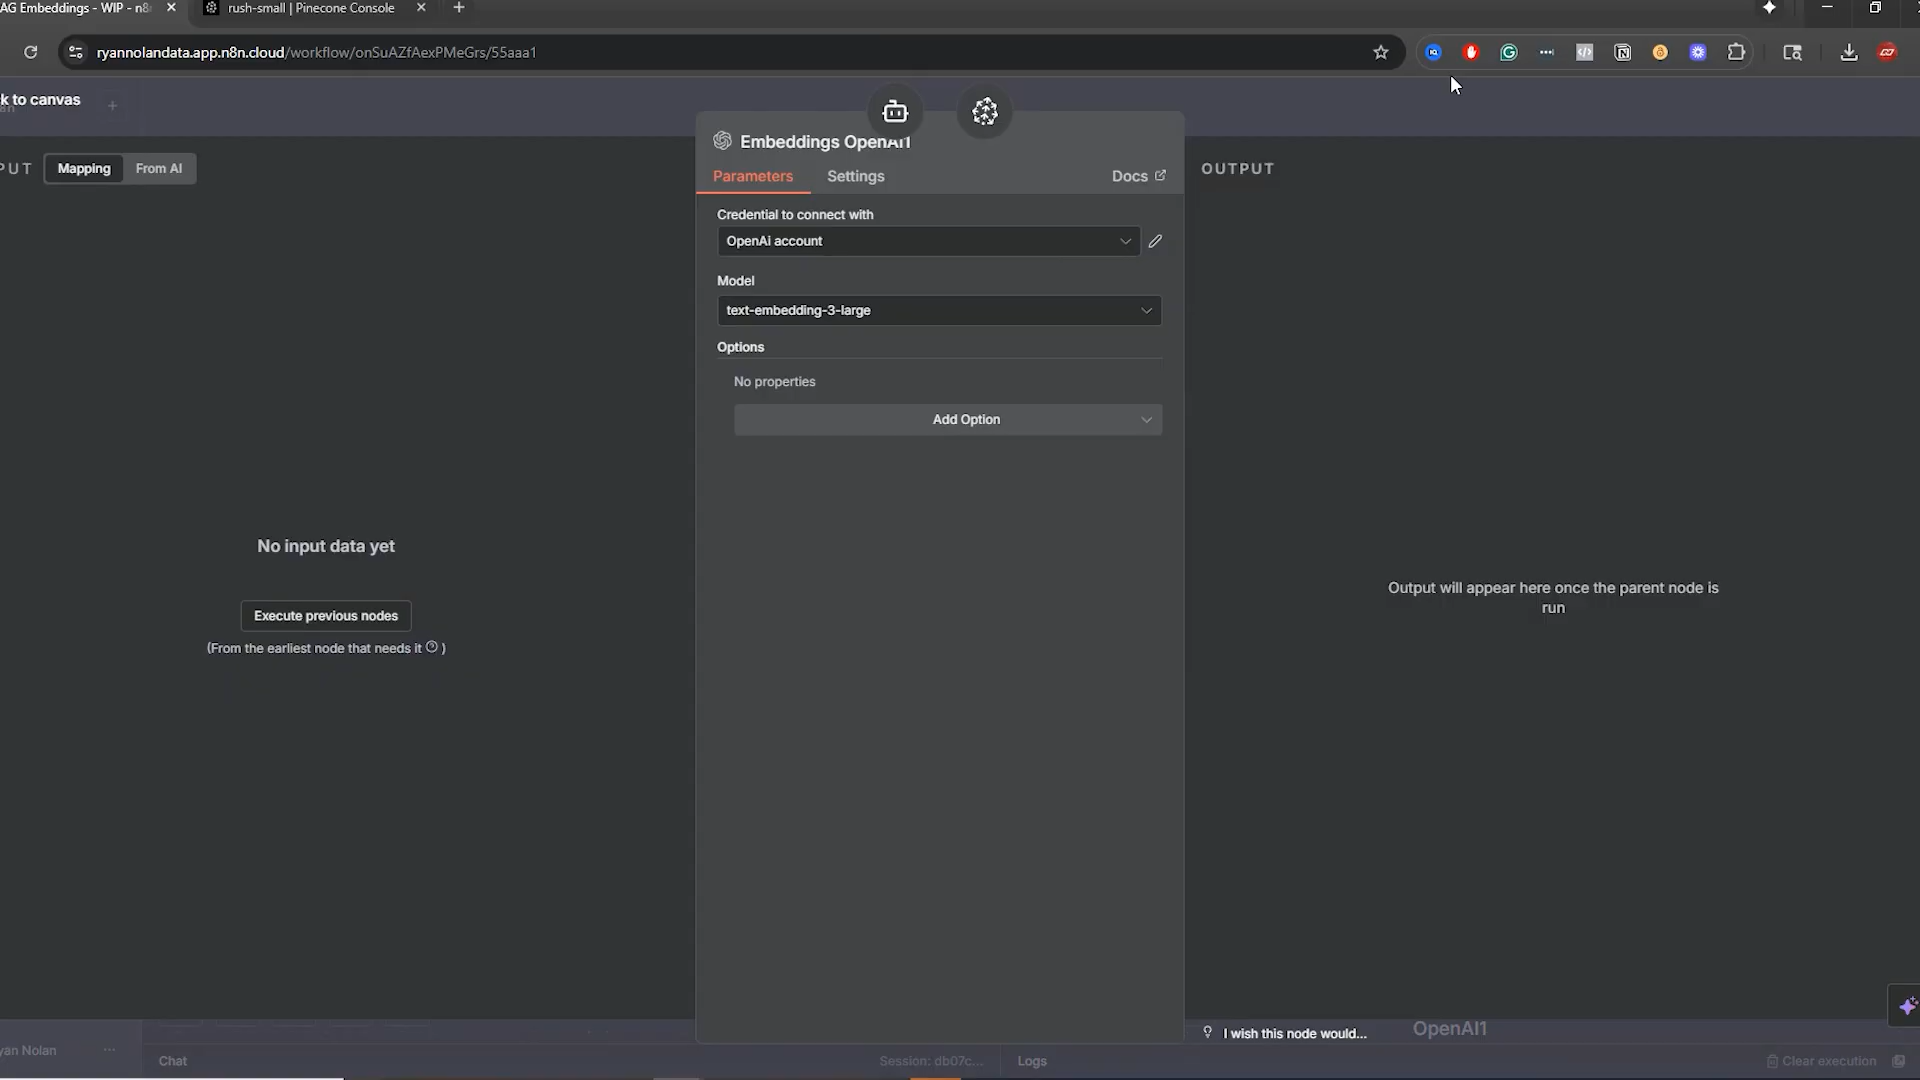 AG Embeddings - WIP - n8
rush-small | Pinecone Console
ryannolandata.app.n8n.cloud/workflow/onSuAZfAexPMeGrs/55aaa1
k to canvas
Embeddings OpenAI1
PUT
Mapping
From AI
Parameters
Settings
Docs
OUTPUT
Credential to connect with
OpenAi account
Model
text-embedding-3-large
Options
No properties
Add Option
No input data yet
Execute previous nodes
(From the earliest node that needs it ? )
Output will appear here once the parent node is
run
I wish this node would...
OpenAI1
yan Nolan
Chat
Session: db07c...
Logs
Clear execution